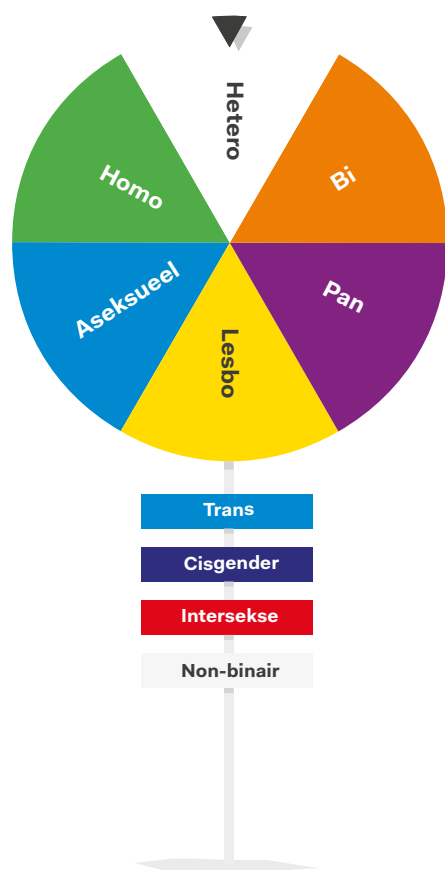 Hetero
Bi
Pan
Lesbo
Aseksueel
Homo
Trans
Cisgender
Intersekse
Non-binair